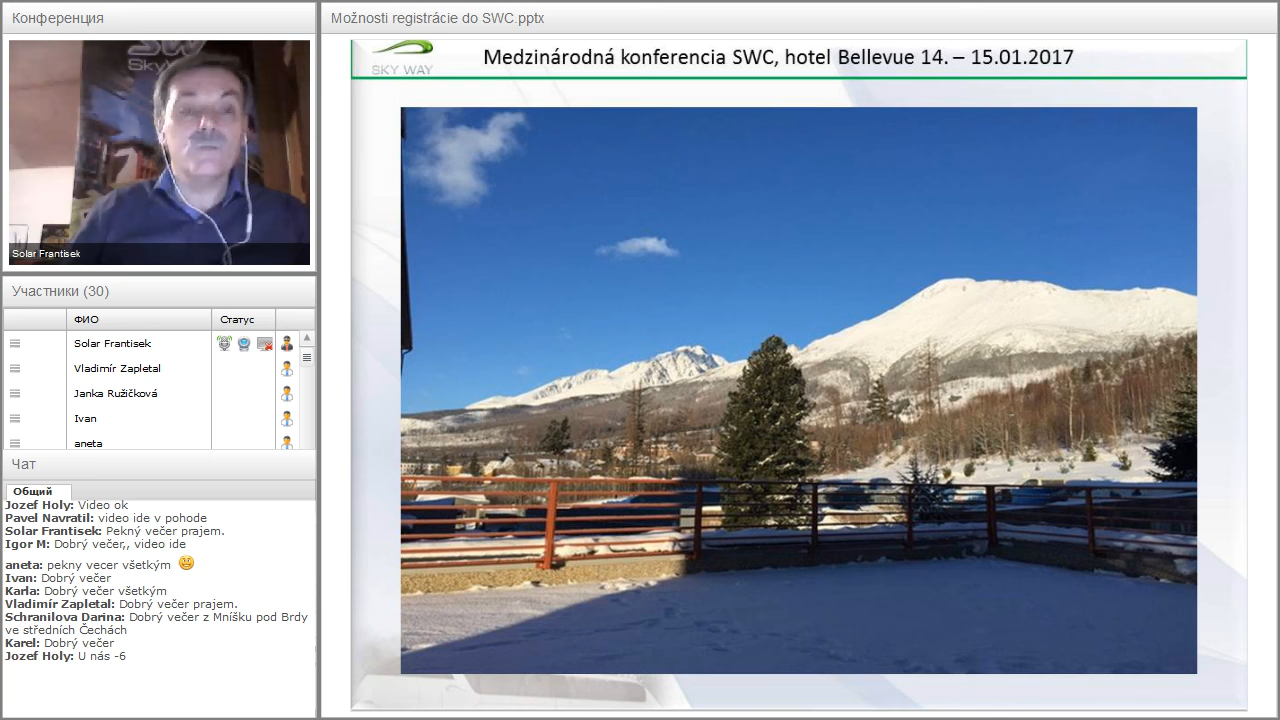 Конференция
SkyWay
Solar Frantisek
Участники (30)
ФИО Статус
Solar Frantisek
Vladimír Zapletal
Janka Ružičková
Ivan
aneta
Чат
Общий
Jozef Holy: Video ok
Pavel Navratil: video ide v pohode
Solar Frantisek: Pekný večer prajem.
Igor M: Dobrý večer,, video ide
aneta: pekny vecer všetkým
Ivan: Dobrý večer
Karla: Dobrý večer všetkým
Vladimír Zapletal: Dobrý večer prajem.
Schranilova Darina: Dobrý večer z Mníšku pod Brdy
ve středních Čechách
Karel: Dobrý večer
Jozef Holy: U nás -6
Možnosti registrácie do SWC.pptx
SKY WAY
Medzinárodná konferencia SWC, hotel Bellevue 14. – 15.01.2017